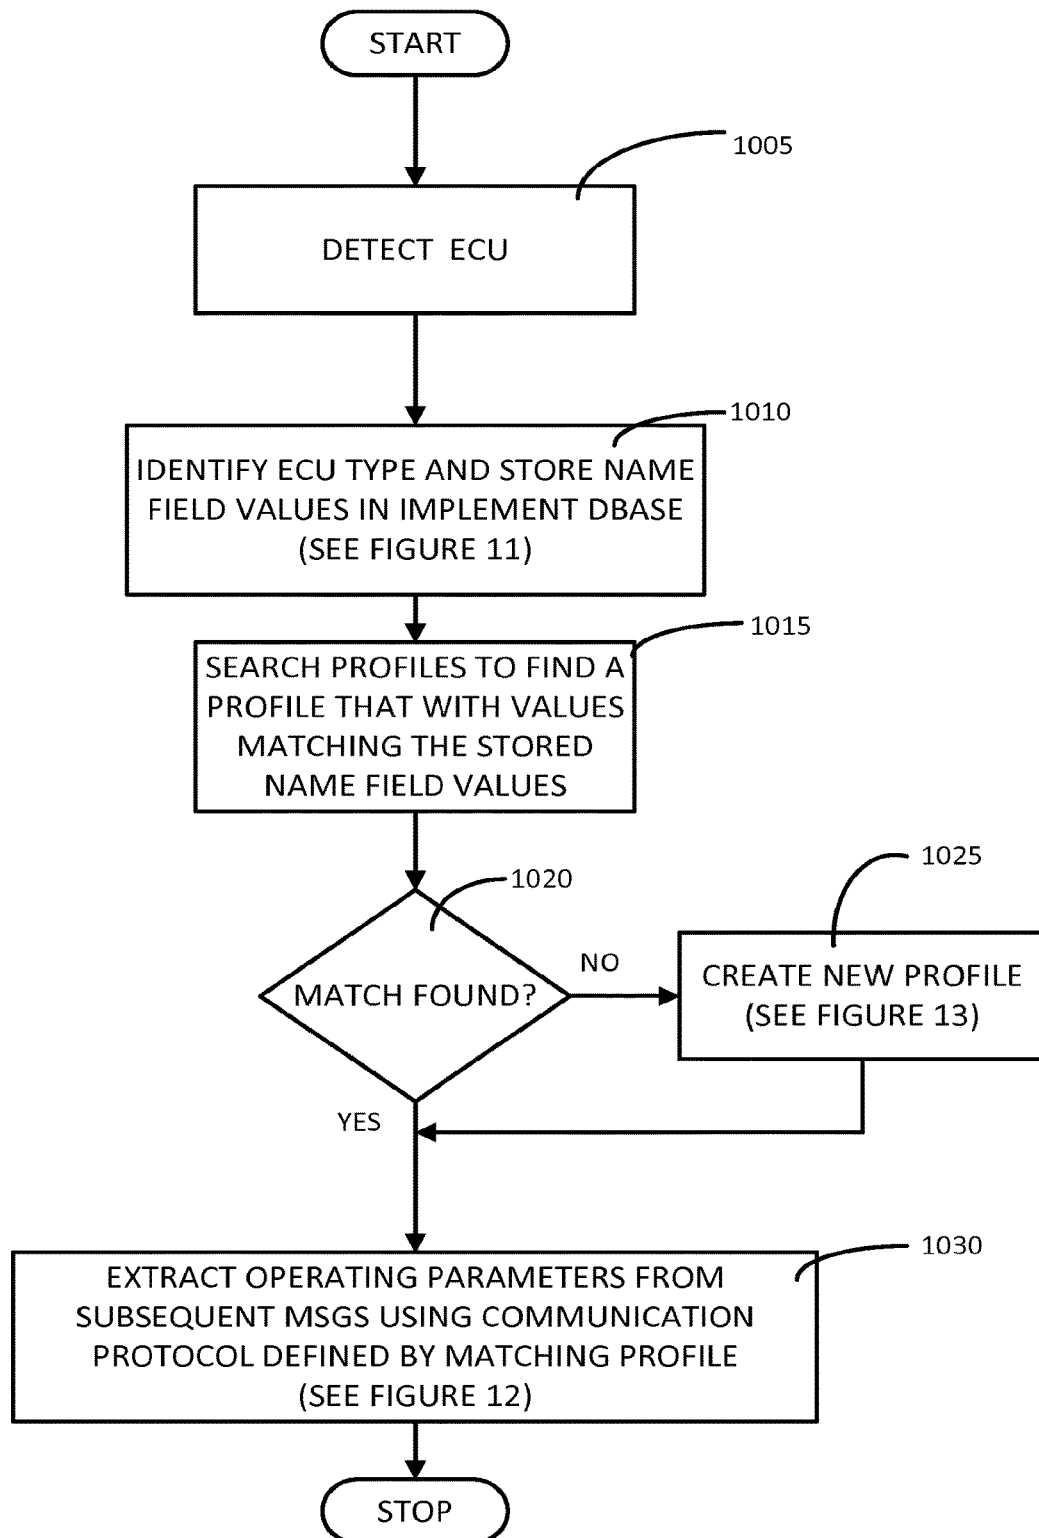 START
1005
DETECT ECU
1010
IDENTIFY ECU TYPE AND STORE NAME
FIELD VALUES IN IMPLEMENT DBASE
(SEE FIGURE 11)
1015
SEARCH PROFILES TO FIND A
PROFILE THAT WITH VALUES
MATCHING THE STORED
NAME FIELD VALUES
1020
MATCH FOUND?
NO
1025
CREATE NEW PROFILE
(SEE FIGURE 13)
YES
1030
EXTRACT OPERATING PARAMETERS FROM
SUBSEQUENT MSGS USING COMMUNICATION
PROTOCOL DEFINED BY MATCHING PROFILE
(SEE FIGURE 12)
STOP